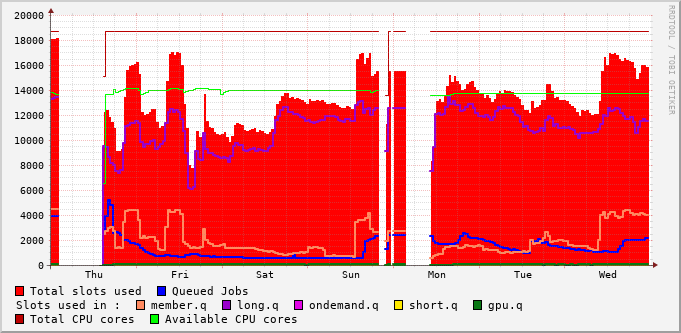 20000
18000
16000
14000
12000
10000
8000
6000
4000
2000
0
Thu Fri Sat Sun Mon Tue Wed
RRDTOOL / TOBI OETIKER
Total slots used Queued Jobs
Slots used in : member.q long.q ondemand.q short.q gpu.q
Total CPU cores Available CPU cores